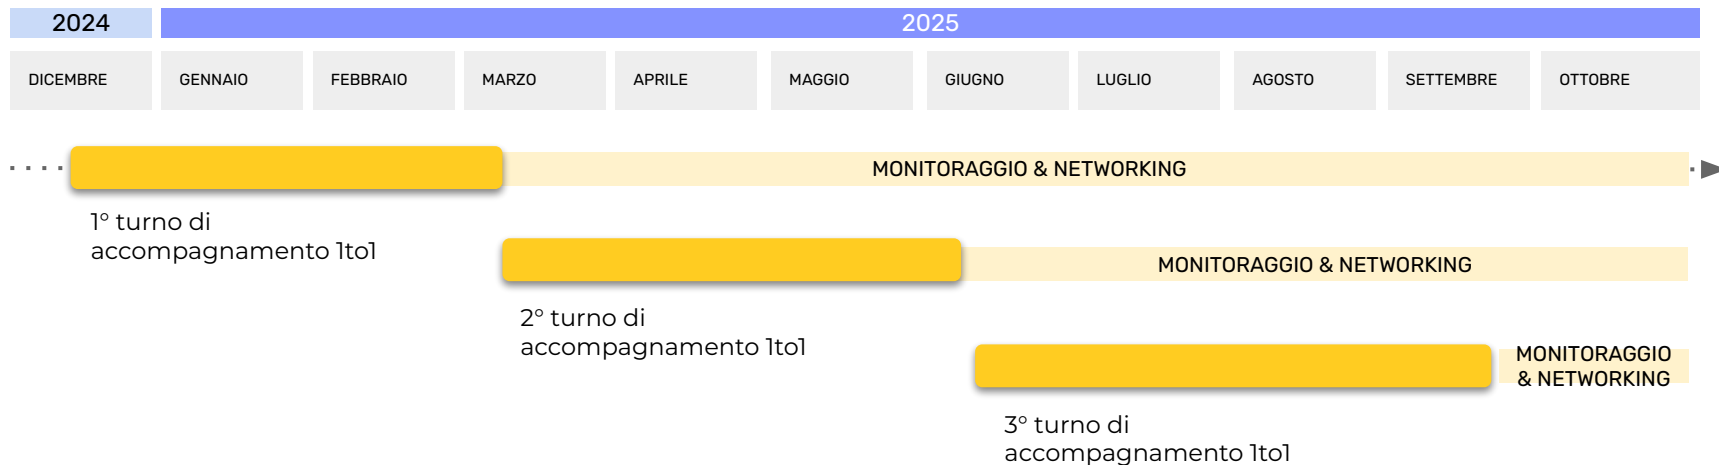 2024
2025
DICEMBRE
GENNAIO
FEBBRAIO
MARZO
APRILE
MAGGIO
GIUGNO
LUGLIO
AGOSTO
SETTEMBRE
OTTOBRE
MONITORAGGIO & NETWORKING
1° turno di
accompagnamento 1to1
MONITORAGGIO & NETWORKING
2° turno di
accompagnamento 1to1
MONITORAGGIO
& NETWORKING
3° turno di
accompagnamento 1to1